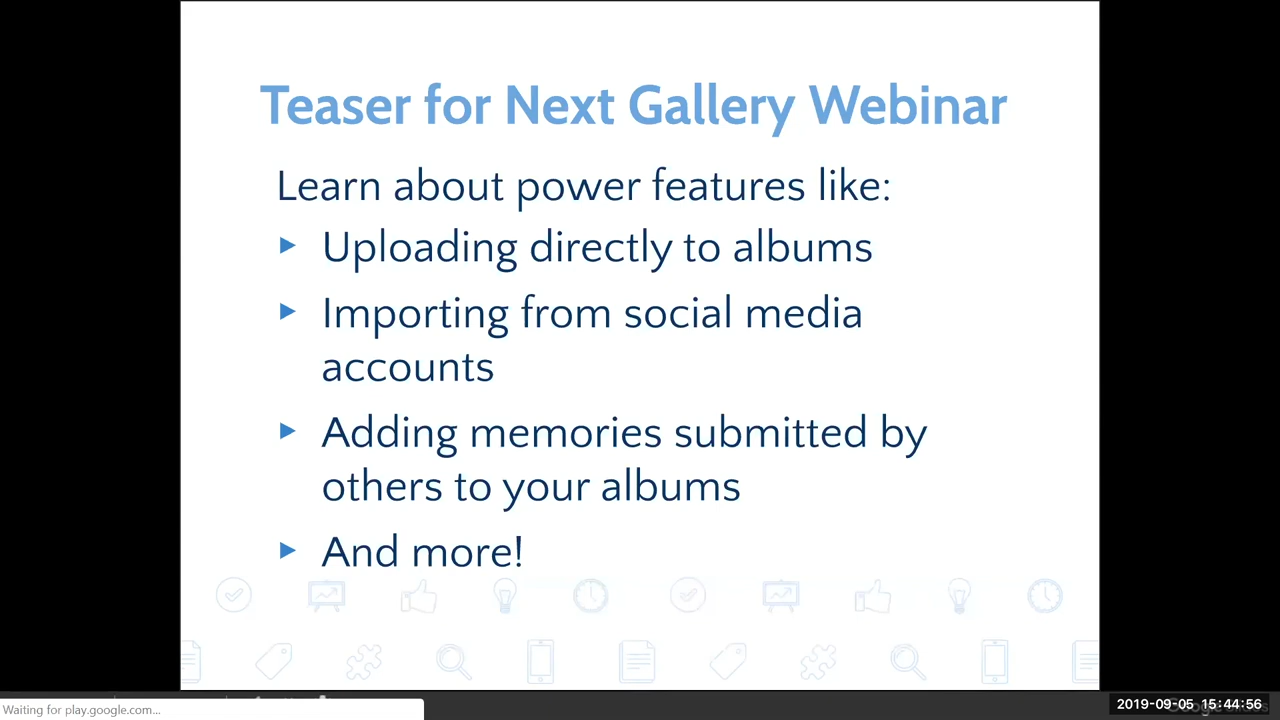 Teaser for Next Gallery Webinar
Learn about power features like:
Uploading directly to albums
Importing from social media
accounts
Adding memories submitted by
others to your albums
And more!
Waiting for play.google.com...
2019-09-05 15:44:56